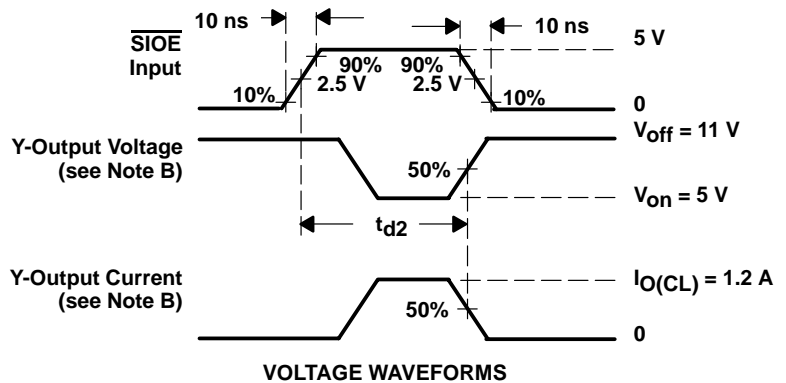 10 ns
10 ns
SIOE
Input
5 V
90%
90%
2.5 V
2.5 V
10%
10%
0
Y-Output Voltage
(see Note B)
Voff = 11 V
50%
Von = 5 V
td2
Y-Output Current
(see Note B)
IO(CL) = 1.2 A
50%
0
VOLTAGE WAVEFORMS